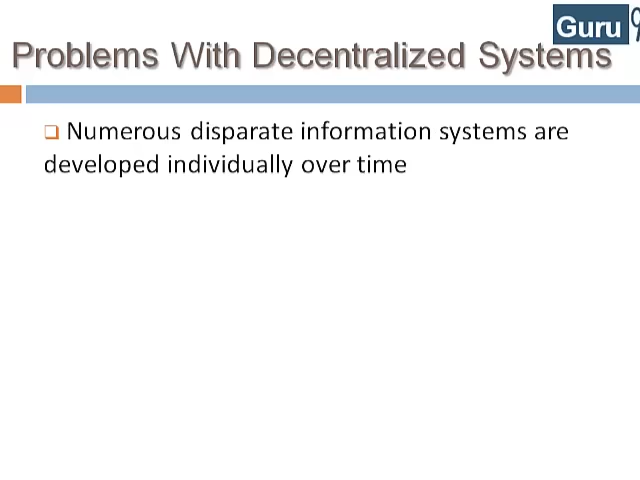 Guru
Problems With Decentralized Systems
Numerous disparate information systems are
developed individually over time